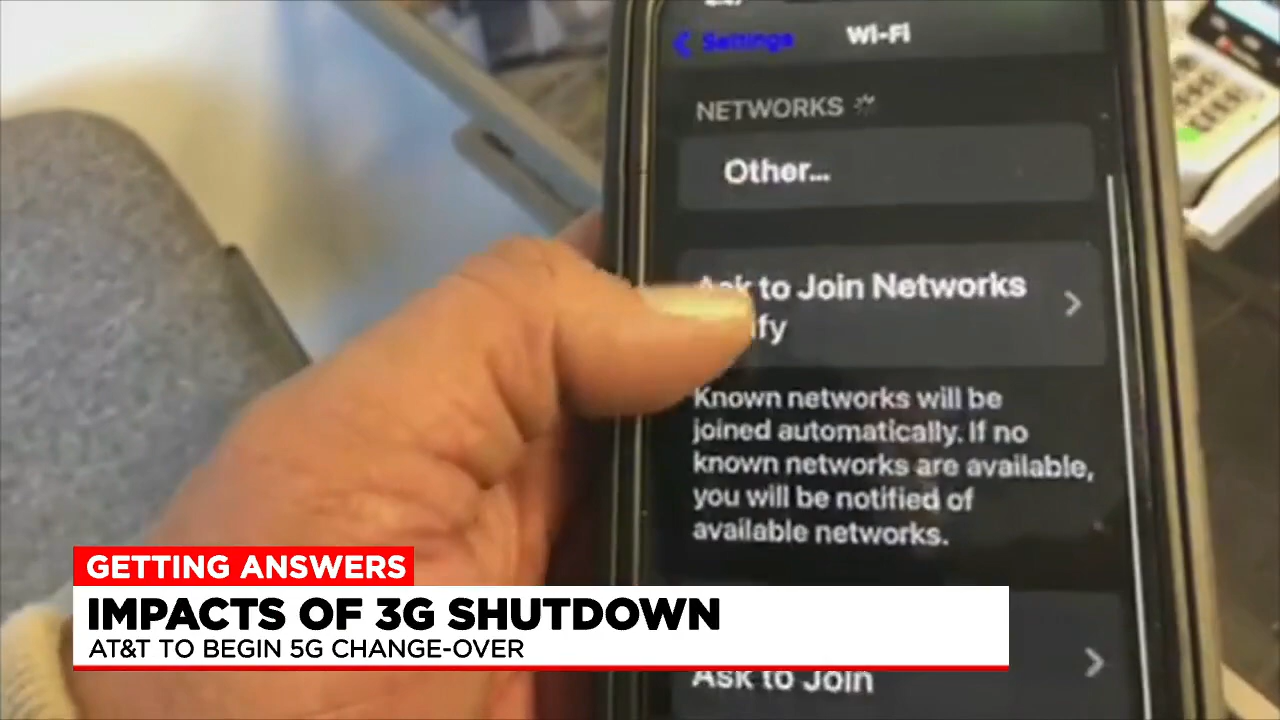 Settings
Wi-Fi
NETWORKS
Other...
to Join Networks
Known networks will be
joined automatically. If no
known networks are available,
you will be notified of
available networks.
GETTING ANSWERS
IMPACTS OF 3G SHUTDOWN
AT&T TO BEGIN 5G CHANGE-OVER
Ask to Join